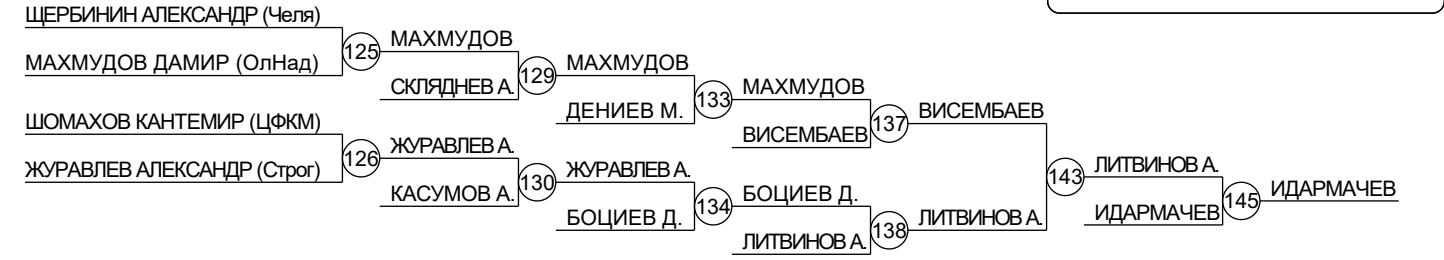 ЩЕРБИНИН АЛЕКСАНДР (Челя)
125
МАХМУДОВ
МАХМУДОВ ДАМИР (ОлНад)
СКЛЯДНЕВ А.
129
МАХМУДОВ
ДЕНИЕВ М.
133
МАХМУДОВ
ВИСЕМБАЕВ
137
ВИСЕМБАЕВ
ШОМАХОВ КАНТЕМИР (ЦФКМ)
126
ЖУРАВЛЕВ А.
ЖУРАВЛЕВ АЛЕКСАНДР (Строг)
КАСУМОВ А.
130
ЖУРАВЛЕВ А.
БОЦИЕВ Д.
134
БОЦИЕВ Д.
ЛИТВИНОВ А.
138
ЛИТВИНОВ А.
143
ЛИТВИНОВ А.
ИДАРМАЧЕВ
145
ИДАРМАЧЕВ